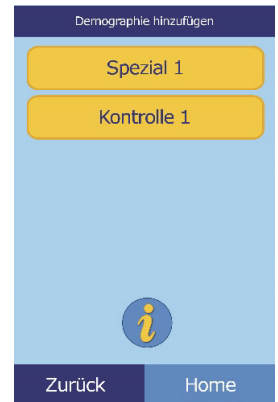 Demographie hinzufügen
Spezial 1
Kontrolle 1
i
Zurück Home